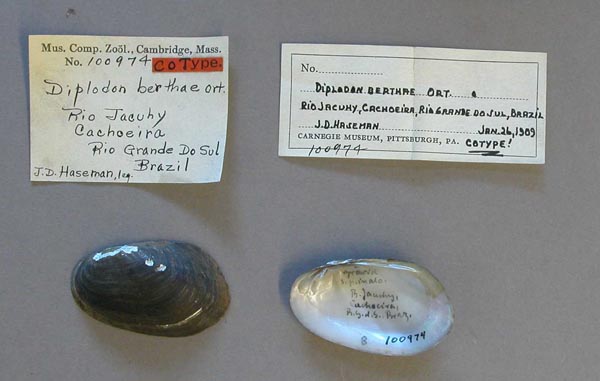 Mus. Comp. Zoöl., Cambridge, Mass.
No. 100974 COTYPE.
Diplodon berthae ort.
Rio Jacuhy
Cachoeira
Rio Grande Do Sul
Brazil
J.D. Haseman, leg.
No.
DIPLODON BERTHAE ORT.
RIO JACUHY, CACHOEIRA, RIO GRANDE DO SUL, BRAZIL
J.D. HASEMAN JAN. 26, 1909
CARNEGIE MUSEUM, PITTSBURGH, PA. COTYPE!
100974
R. Jacuhy,
Cachoeira,
R.G.d.S. Braz.
8 100974